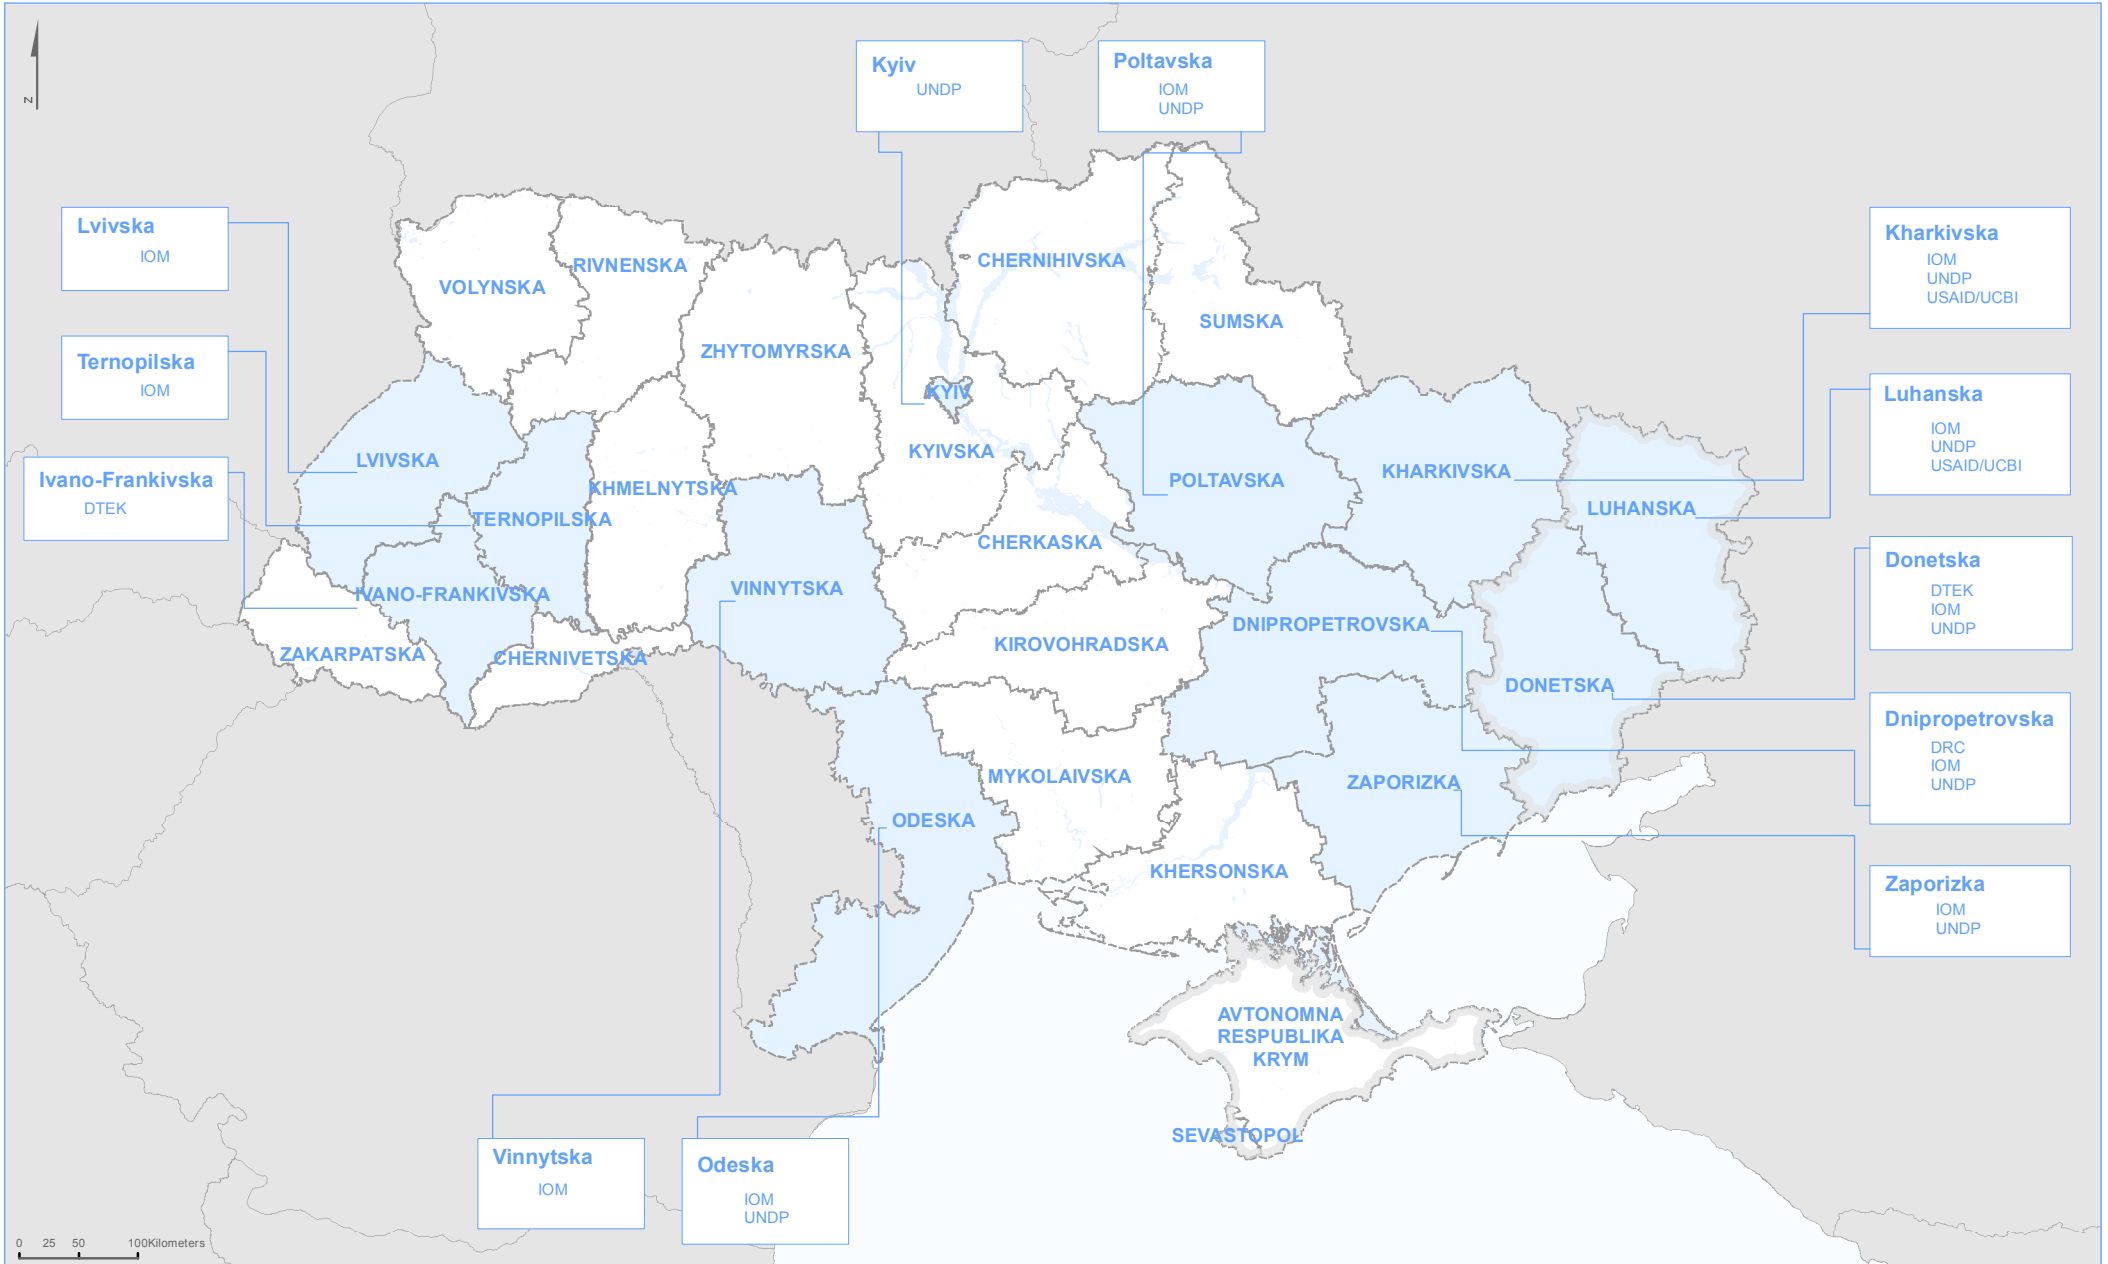 Z
Kyiv
UNDP
Poltavska
IOM
UNDP
Lvivska
IOM
Ternopilska
IOM
Ivano-Frankivska
DTEK
Kharkivska
IOM
UNDP
USAID/UCBI
Luhanska
IOM
UNDP
USAID/UCBI
Donetska
DTEK
IOM
UNDP
Dnipropetrovska
DRC
IOM
UNDP
Zaporizka
IOM
UNDP
Vinnytska
IOM
Odeska
IOM
UNDP
VOLYNSKA
RIVNENSKA
ZHYTOMYRSKA
CHERNIHIVSKA
SUMSKA
KYIV
KYIVSKA
LVIVSKA
TERNOPILSKA
KHMELNYTSKA
IVANO-FRANKIVSKA
ZAKARPATSKA
CHERNIVETSKA
VINNYTSKA
CHERKASKA
POLTAVSKA
KHARKIVSKA
LUHANSKA
KIROVOHRADSKA
DNIPROPETROVSKA
DONETSKA
MYKOLAIVSKA
ZAPORIZKA
ODESKA
KHERSONSKA
AVTONOMNA
RESPUBLIKA
KRYM
SEVASTOPOL
0 25 50 100Kilometers